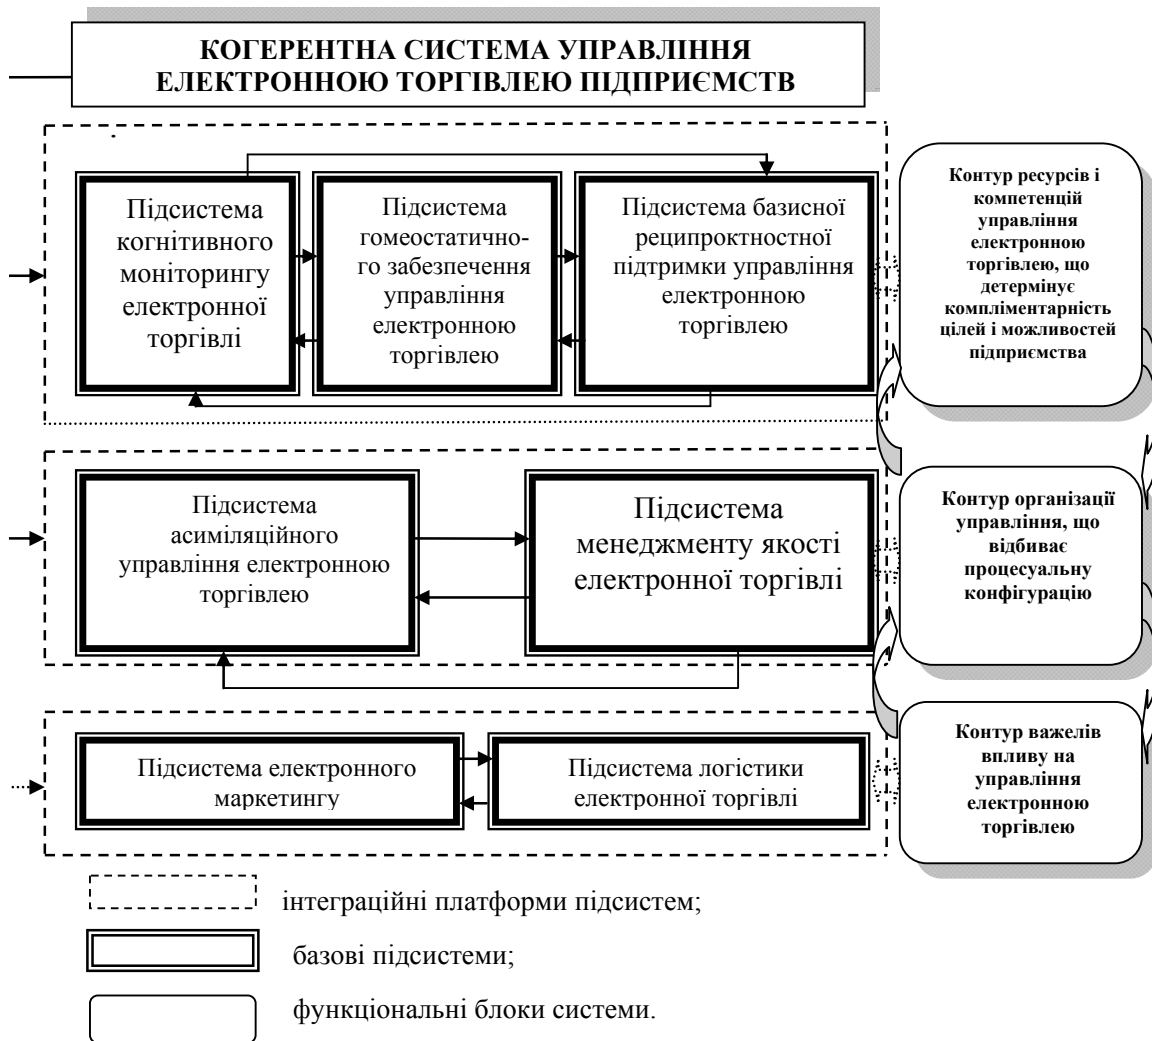 КОГЕРЕНТНА СИСТЕМА УПРАВЛІННЯ
ЕЛЕКТРОННОЮ ТОРГІВЛЕЮ ПІДПРИЄМСТВ
Підсистема
когнітивного
моніторингу
електронної
торгівлі
Підсистема
гомеостатично-
го забезпечення
управління
електронною
торгівлею
Підсистема базисної
реципроктностної
підтримки управління
електронною
торгівлею
Контур ресурсів і
компетенцій
управління
електронною
торгівлею, що
детермінує
компліментарність
цілей і можливостей
підприємства
Підсистема
асиміляційного
управління електронною
торгівлею
Підсистема
менеджменту якості
електронної торгівлі
Контур організації
управління, що
відбиває
процесуальну
конфігурацію
Підсистема електронного
маркетингу
Підсистема логістики
електронної торгівлі
Контур важелів
впливу на
управління
електронною
торгівлею
інтеграційні платформи підсистем;
базові підсистеми;
функціональні блоки системи.